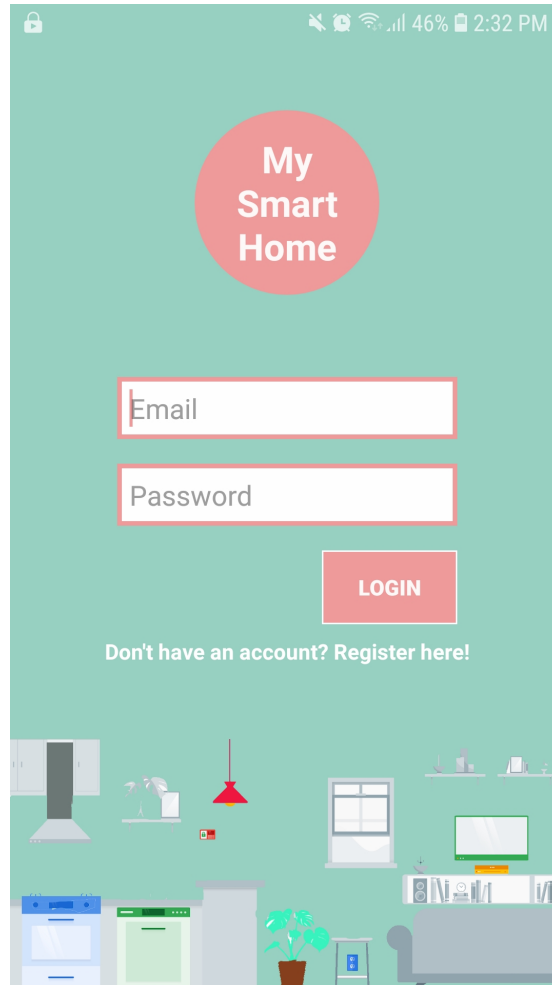 46% 2:32 PM
My
Smart
Home
Email
Password
LOGIN
Don't have an account? Register here!